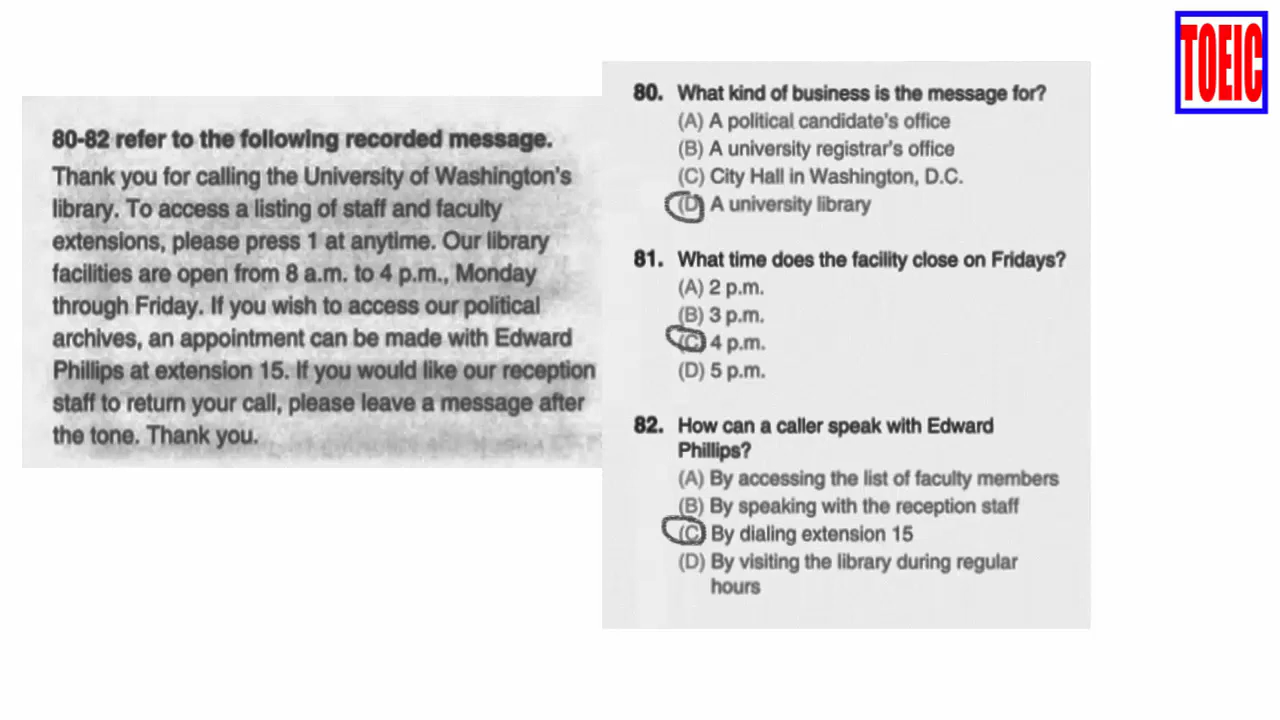 TOEIC
80-82 refer to the following recorded message.
Thank you for calling the University of Washington's
library. To access a listing of staff and faculty
extensions, please press 1 at anytime. Our library
facilities are open from 8 a.m. to 4 p.m., Monday
through Friday. If you wish to access our political
archives, an appointment can be made with Edward
Phillips at extension 15. If you would like our reception
staff to return your call, please leave a message after
the tone. Thank you.
80. What kind of business is the message for?
(A) A political candidate's office
(B) A university registrar's office
(C) City Hall in Washington, D.C.
(D) A university library
81. What time does the facility close on Fridays?
(A) 2 p.m.
(B) 3 p.m.
(C) 4 p.m.
(D) 5 p.m.
82. How can a caller speak with Edward
Phillips?
(A) By accessing the list of faculty members
(B) By speaking with the reception staff
(C) By dialing extension 15
(D) By visiting the library during regular
hours